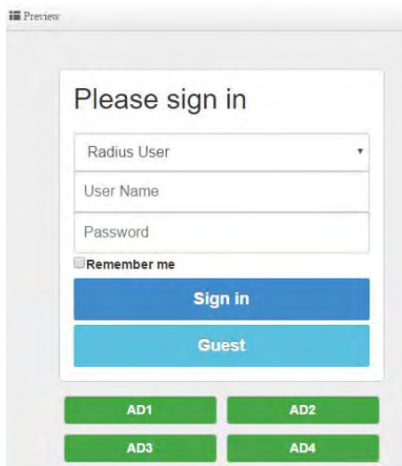 Preview
Please sign in
Radius User
User Name
Password
Remember me
Sign in
Guest
AD1 AD2
AD3 AD4